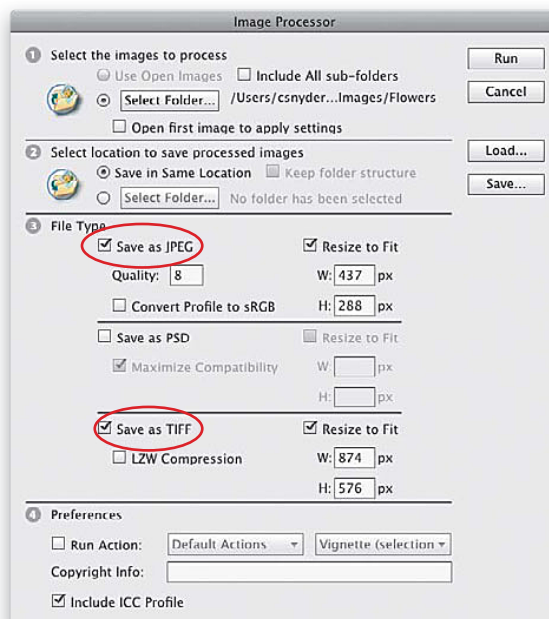 Image Processor
1 Select the images to process
Use Open Images Include All sub-folders
Select Folder... /Users/csnyder...Images/Flowers
Open first image to apply settings
2 Select location to save processed images
Save in Same Location Keep folder structure
Select Folder... No folder has been selected
3 File Type
Save as JPEG Resize to Fit
Quality: 8 W: 437 px
Convert Profile to sRGB H: 288 px
Save as PSD Resize to Fit
Maximize Compatibility W: px
H: px
Save as TIFF Resize to Fit
LZW Compression W: 874 px
H: 576 px
4 Preferences
Run Action: Default Actions Vignette (selection
Copyright Info:
Include ICC Profile
Run
Cancel
Load...
Save...